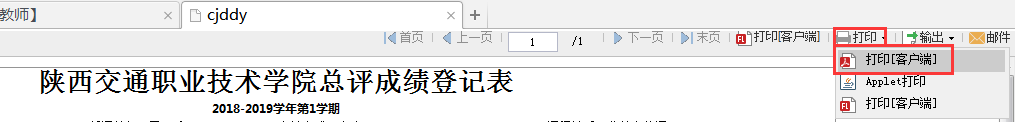 教师】 cjddy
首页 上一页 1 /1 下一页 末页 打印[客户端] 打印 输出 邮件
打印[客户端]
陕西交通职业技术学院总评成绩登记表
Applet打印
2018-2019学年第1学期
打印[客户端]